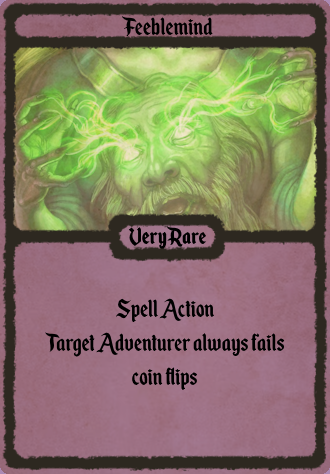 Feeblemind
Very Rare
Spell Action
Target Adventurer always fails
coin flips